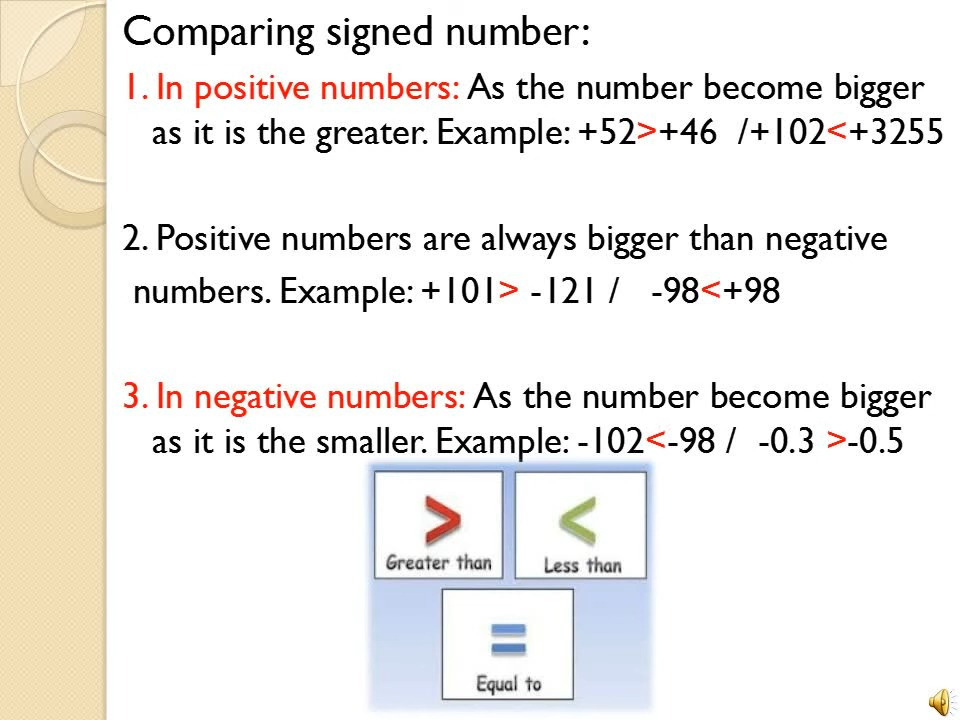 Comparing signed number:
1. In positive numbers: As the number become bigger
as it is the greater. Example: +52>+46 /+102<+3255
2. Positive numbers are always bigger than negative
numbers. Example: +101> -121 / -98<+98
3. In negative numbers: As the number become bigger
as it is the smaller. Example: -102<-98 / -0.3 >-0.5
> <
Greater than Less than
=
Equal to